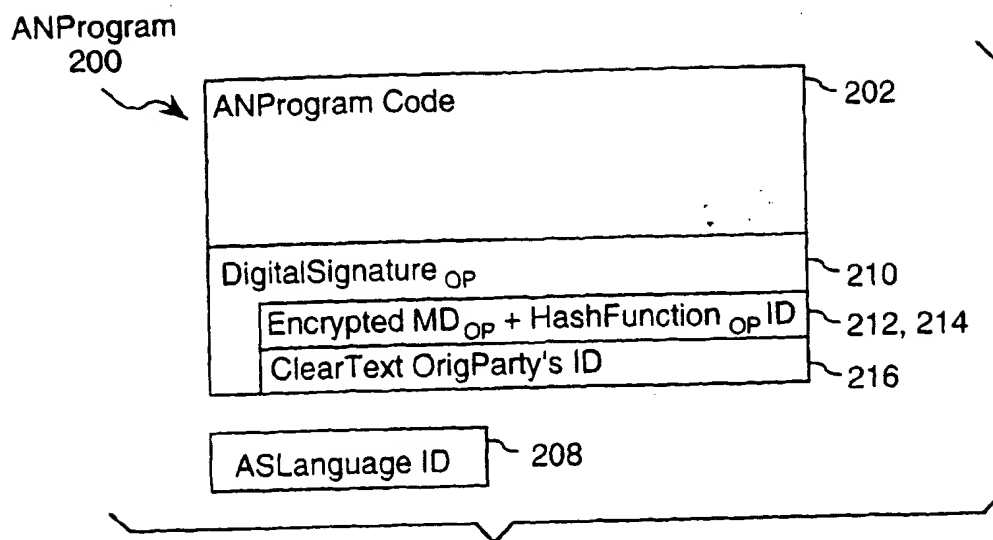 ANProgram
200
ANProgram Code
202
DigitalSignature OP
210
Encrypted MD OP + HashFunction OP ID
212, 214
ClearText OrigParty's ID
216
ASLanguage ID
208